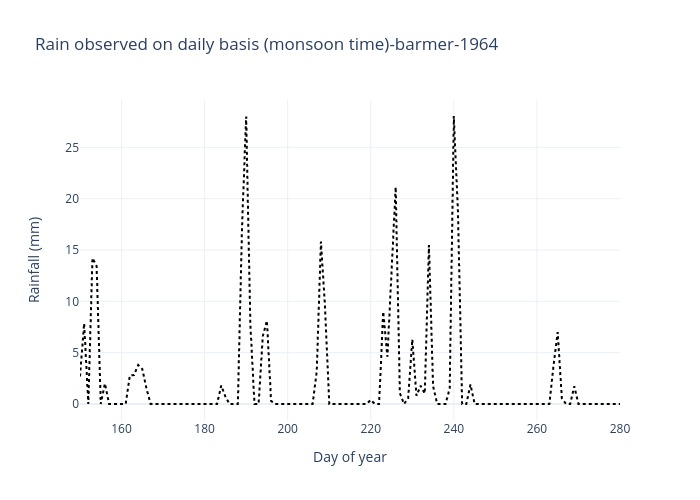 Rain observed on daily basis (monsoon time)-barmer-1964
25
20
15
10
5
0
Rainfall (mm)
160 180 200 220 240 260 280
Day of year